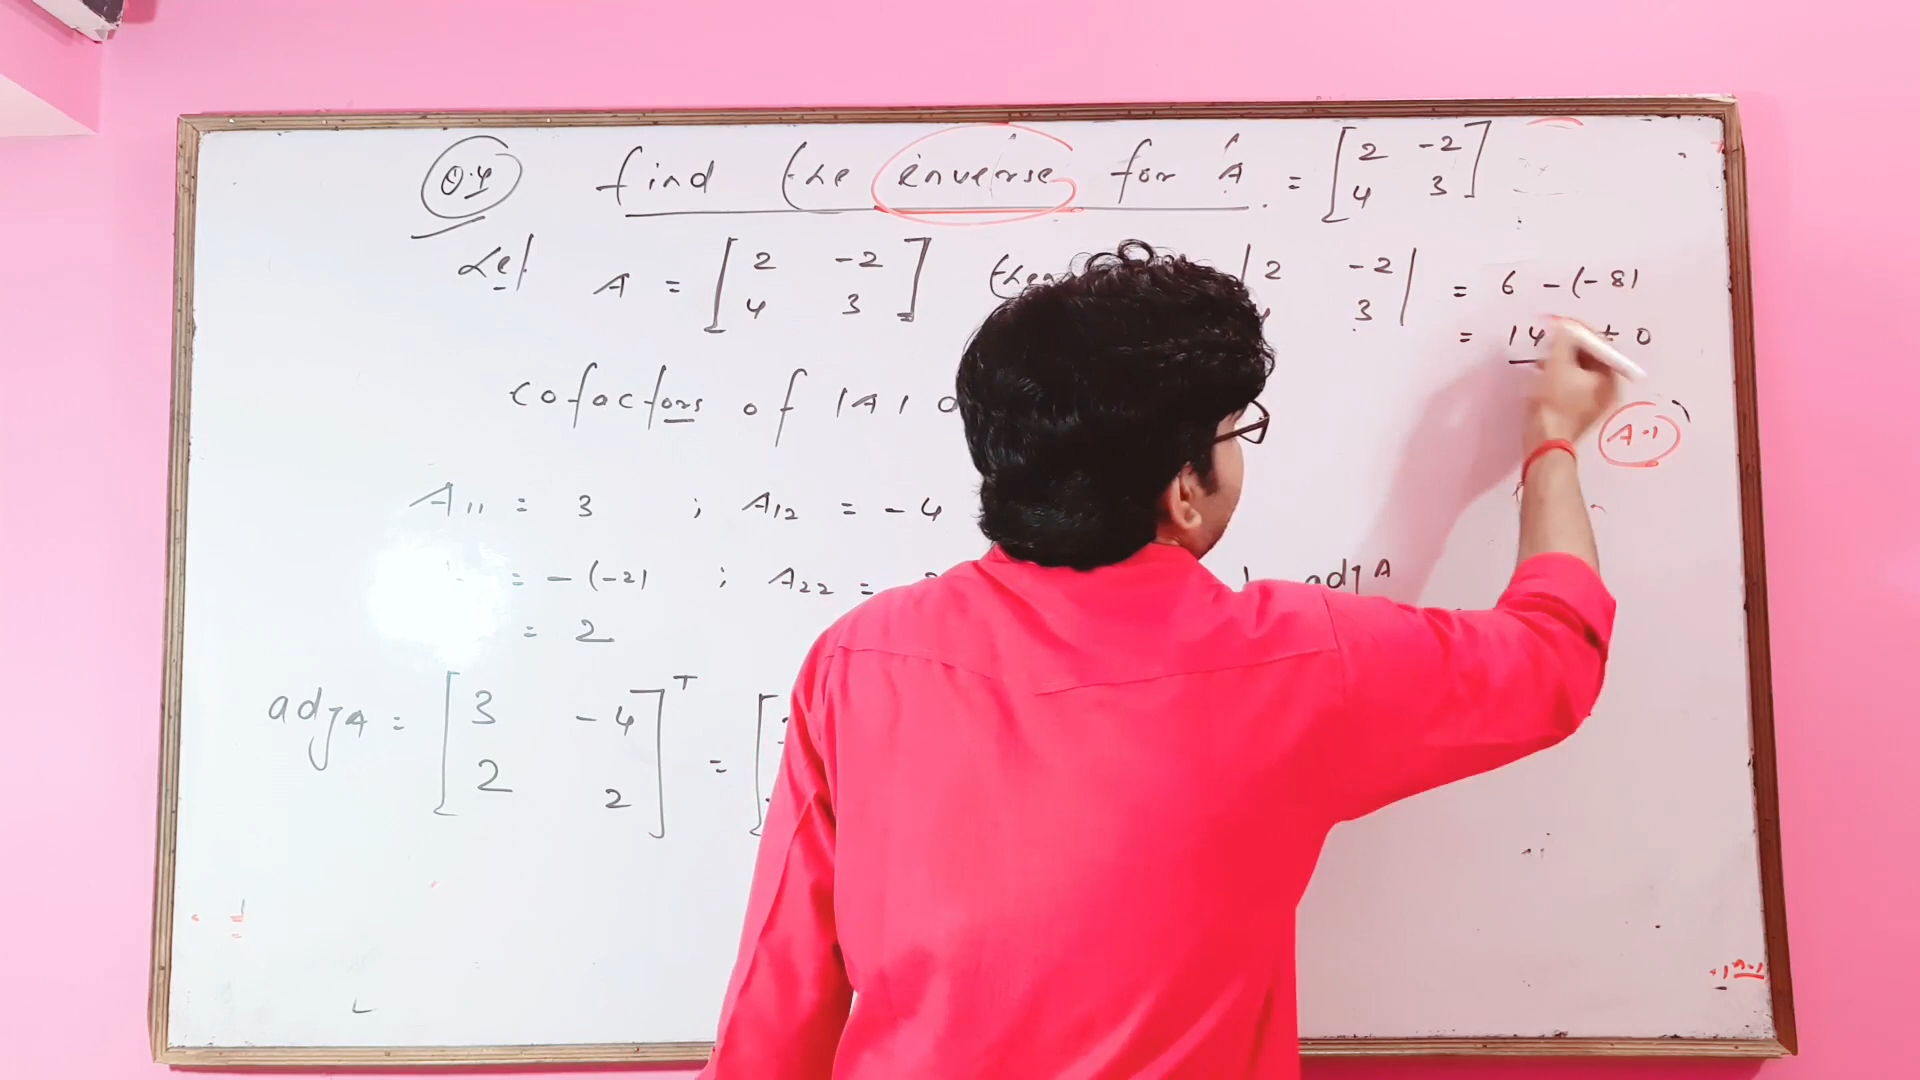 Q.4 find the inverse for A = [2 -2
4 3]
Let A = [2 -2
4 3] then |2 -2
3| = 6 - (-8)
= 14 ≠ 0
cofactors of |A|
A-1
A11 = 3 ; A12 = -4
= -(-2) ; A22 =
= 2
adj A
adj A = [3 -4
2 2]T = [